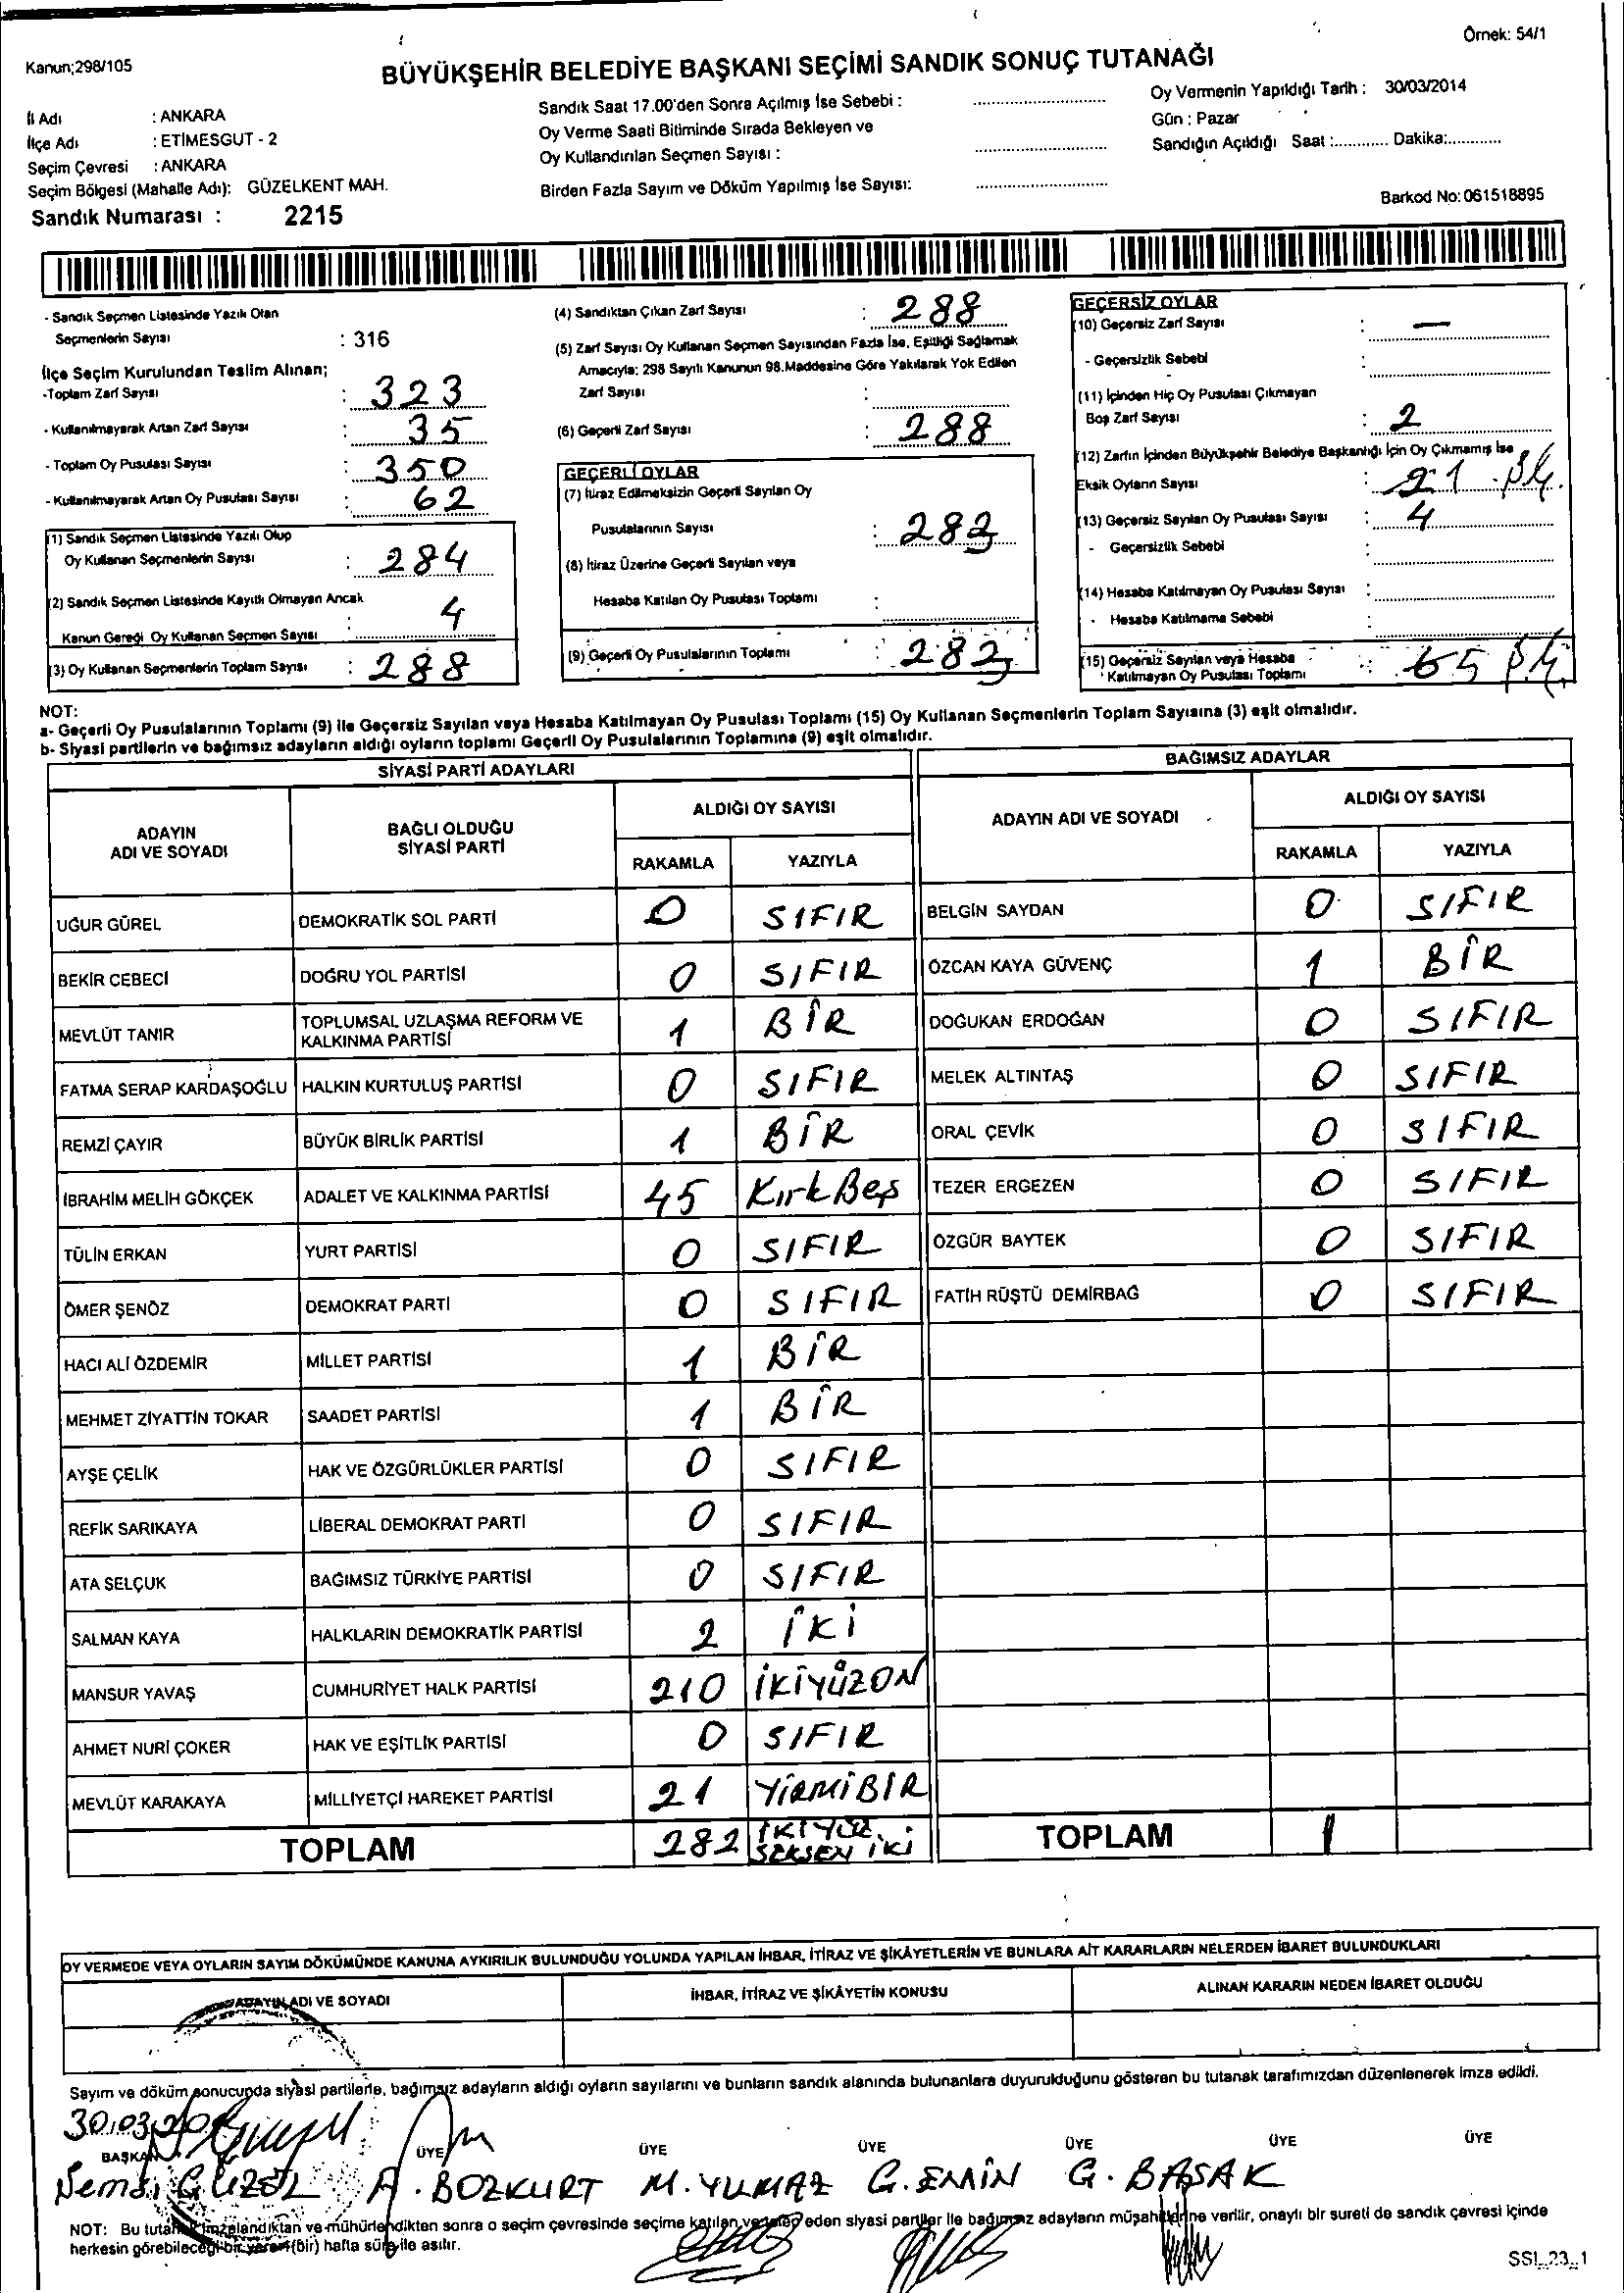 Örnek: 54/1
Kanun;298/105
BÜYÜKŞEHİR BELEDİYE BAŞKANI SEÇİMİ SANDIK SONUÇ TUTANAĞI
İl Adı : ANKARA
İlçe Adı : ETİMESGUT - 2
Seçim Çevresi : ANKARA
Seçim Bölgesi (Mahalle Adı): GÜZELKENT MAH.
Sandık Numarası : 2215
Sandık Saat 17.00'den Sonra Açılmış İse Sebebi :
Oy Verme Saati Bitiminde Sırada Bekleyen ve
Oy Kullandırılan Seçmen Sayısı :
Birden Fazla Sayım ve Döküm Yapılmış İse Sayısı:
Oy Vermenin Yapıldığı Tarih : 30/03/2014
Gün : Pazar
Sandığın Açıldığı Saat :............ Dakika:............
Barkod No: 061518895
- Sandık Seçmen Listesinde Yazılı Olan
Seçmenlerin Sayısı : 316
İlçe Seçim Kurulundan Teslim Alınan;
-Toplam Zarf Sayısı : 323
- Kullanılmayarak Artan Zarf Sayısı : 35
- Toplam Oy Pusulası Sayısı : 350
- Kullanılmayarak Artan Oy Pusulası Sayısı : 62
(1) Sandık Seçmen Listesinde Yazılı Olup
Oy Kullanan Seçmenlerin Sayısı : 284
(2) Sandık Seçmen Listesinde Kayıtlı Olmayan Ancak
Kanun Gereği Oy Kullanan Seçmen Sayısı : 4
(3) Oy Kullanan Seçmenlerin Toplam Sayısı : 288
(4) Sandıktan Çıkan Zarf Sayısı : 288
(5) Zarf Sayısı Oy Kullanan Seçmen Sayısından Fazla İse, Eşitliği Sağlamak
Amacıyla; 298 Sayılı Kanunun 98.Maddesine Göre Yakılarak Yok Edilen
Zarf Sayısı :
(6) Geçerli Zarf Sayısı : 288
GEÇERLİ OYLAR
(7) İtiraz Edilmeksizin Geçerli Sayılan Oy
Pusulalarının Sayısı : 283
(8) İtiraz Üzerine Geçerli Sayılan veya
Hesaba Katılan Oy Pusulası Toplamı :
(9) Geçerli Oy Pusulalarının Toplamı : 283
GEÇERSİZ OYLAR
(10) Geçersiz Zarf Sayısı : —
- Geçersizlik Sebebi :
(11) İçinden Hiç Oy Pusulası Çıkmayan
Boş Zarf Sayısı : 2
(12) Zarfın İçinden Büyükşehir Belediye Başkanlığı İçin Oy Çıkmamış İse
Eksik Oyların Sayısı :
(13) Geçersiz Sayılan Oy Pusulası Sayısı : 4
- Geçersizlik Sebebi :
(14) Hesaba Katılmayan Oy Pusulası Sayısı :
- Hesaba Katılmama Sebebi :
(15) Geçersiz Sayılan veya Hesaba
Katılmayan Oy Pusulası Toplamı :
NOT:
a- Geçerli Oy Pusulalarının Toplamı (9) ile Geçersiz Sayılan veya Hesaba Katılmayan Oy Pusulası Toplamı (15) Oy Kullanan Seçmenlerin Toplam Sayısına (3) eşit olmalıdır.
b- Siyasi partilerin ve bağımsız adayların aldığı oyların toplamı Geçerli Oy Pusulalarının Toplamına (9) eşit olmalıdır.
SİYASİ PARTİ ADAYLARI
ADAYIN ADI VE SOYADI BAĞLI OLDUĞU SİYASİ PARTİ ALDIĞI OY SAYISI
RAKAMLA YAZIYLA
UĞUR GÜREL DEMOKRATİK SOL PARTİ 0 SIFIR
BEKİR CEBECİ DOĞRU YOL PARTİSİ 0 SIFIR
MEVLÜT TANIR TOPLUMSAL UZLAŞMA REFORM VE KALKINMA PARTİSİ 1 BİR
FATMA SERAP KARDAŞOĞLU HALKIN KURTULUŞ PARTİSİ 0 SIFIR
REMZİ ÇAYIR BÜYÜK BİRLİK PARTİSİ 1 BİR
İBRAHİM MELİH GÖKÇEK ADALET VE KALKINMA PARTİSİ 45 KırkBeş
TÜLİN ERKAN YURT PARTİSİ 0 SIFIR
ÖMER ŞENÖZ DEMOKRAT PARTİ 0 SIFIR
HACI ALİ ÖZDEMİR MİLLET PARTİSİ 1 BİR
MEHMET ZİYATTİN TOKAR SAADET PARTİSİ 1 BİR
AYŞE ÇELİK HAK VE ÖZGÜRLÜKLER PARTİSİ 0 SIFIR
REFİK SARIKAYA LİBERAL DEMOKRAT PARTİ 0 SIFIR
ATA SELÇUK BAĞIMSIZ TÜRKİYE PARTİSİ 0 SIFIR
SALMAN KAYA HALKLARIN DEMOKRATİK PARTİSİ 2 İKİ
MANSUR YAVAŞ CUMHURİYET HALK PARTİSİ 210 İKİYÜZON
AHMET NURİ ÇOKER HAK VE EŞİTLİK PARTİSİ 0 SIFIR
MEVLÜT KARAKAYA MİLLİYETÇİ HAREKET PARTİSİ 21 YİRMİBİR
TOPLAM 282 İKİYÜZ SEKSEN İKİ
BAĞIMSIZ ADAYLAR
ADAYIN ADI VE SOYADI ALDIĞI OY SAYISI
RAKAMLA YAZIYLA
BELGİN SAYDAN 0 SIFIR
ÖZCAN KAYA GÜVENÇ 1 BİR
DOĞUKAN ERDOĞAN 0 SIFIR
MELEK ALTINTAŞ 0 SIFIR
ORAL ÇEVİK 0 SIFIR
TEZER ERGEZEN 0 SIFIR
ÖZGÜR BAYTEK 0 SIFIR
FATİH RÜŞTÜ DEMİRBAĞ 0 SIFIR
TOPLAM 1
OY VERMEDE VEYA OYLARIN SAYIM DÖKÜMÜNDE KANUNA AYKIRILIK BULUNDUĞU YOLUNDA YAPILAN İHBAR, İTİRAZ VE ŞİKÂYETLERİN VE BUNLARA AİT KARARLARIN NELERDEN İBARET BULUNDUKLARI
ADAYIN ADI VE SOYADI İHBAR, İTİRAZ VE ŞİKÂYETİN KONUSU ALINAN KARARIN NEDEN İBARET OLDUĞU
Sayım ve döküm sonucunda siyasi partilerle, bağımsız adayların aldığı oyların sayılarını ve bunların sandık alanında bulunanlara duyurulduğunu gösteren bu tutanak tarafımızdan düzenlenerek imza edildi.
30.03.20
BAŞKAN ÜYE ÜYE ÜYE ÜYE ÜYE ÜYE
GÜZEL A. BOZKURT M. YILMAZ G. EMİN G. BAŞAK
NOT: Bu tutanak imzalandıktan ve mühürlendikten sonra o seçim çevresinde seçime katılan ve talep eden siyasi partiler ile bağımsız adayların müşahitlerine verilir, onaylı bir sureti de sandık çevresi içinde
herkesin görebileceği bir yere (bir) hafta süre ile asılır.
SSL_23_1